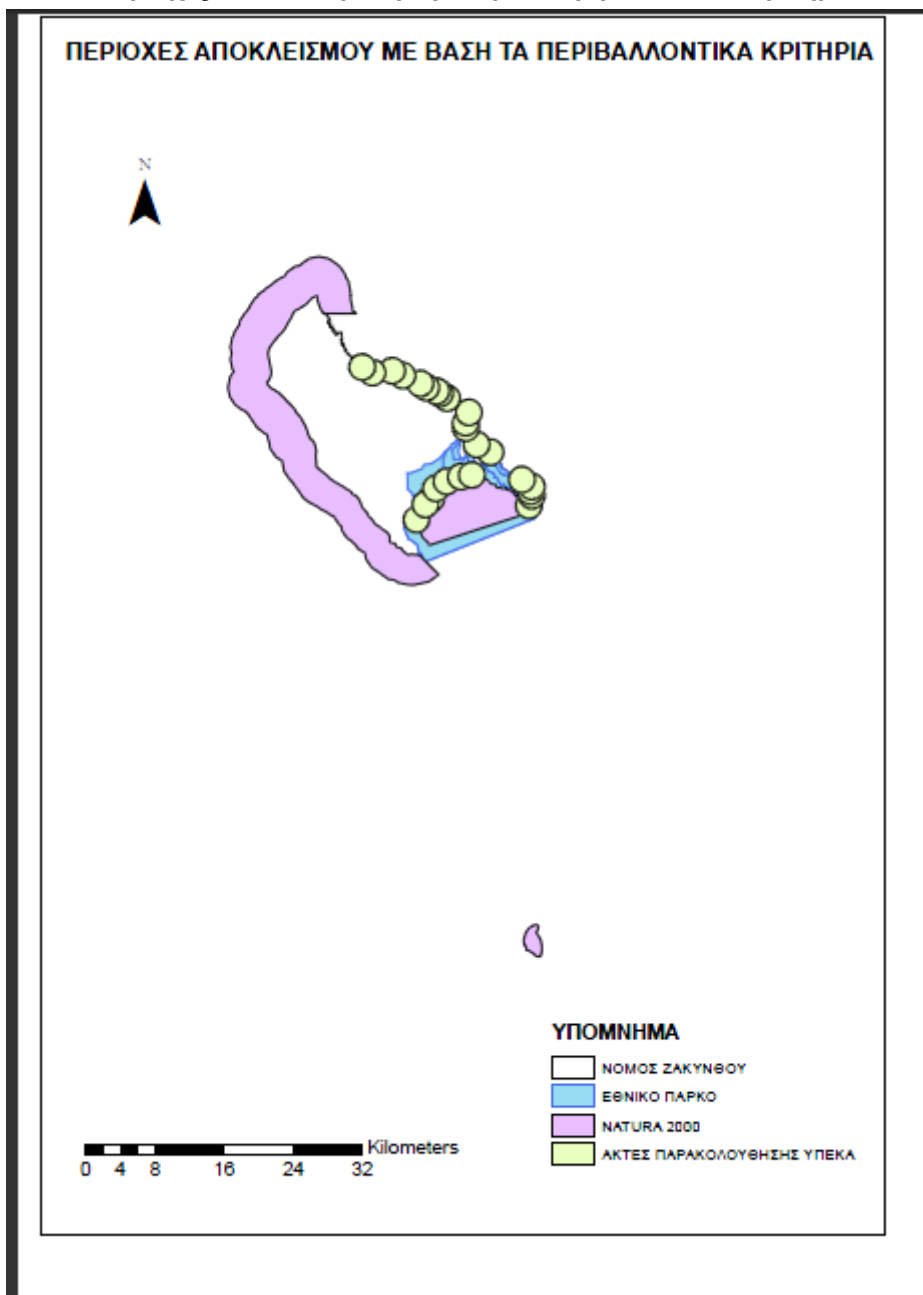 ΠΕΡΙΟΧΕΣ ΑΠΟΚΛΕΙΣΜΟΥ ΜΕ ΒΑΣΗ ΤΑ ΠΕΡΙΒΑΛΛΟΝΤΙΚΑ ΚΡΙΤΗΡΙΑ
N
ΥΠΟΜΝΗΜΑ
ΝΟΜΟΣ ΖΑΚΥΝΘΟΥ
ΕΘΝΙΚΟ ΠΑΡΚΟ
NATURA 2000
ΑΚΤΕΣ ΠΑΡΑΚΟΛΟΥΘΗΣΗΣ ΥΠΕΚΑ
Kilometers
0 4 8 16 24 32